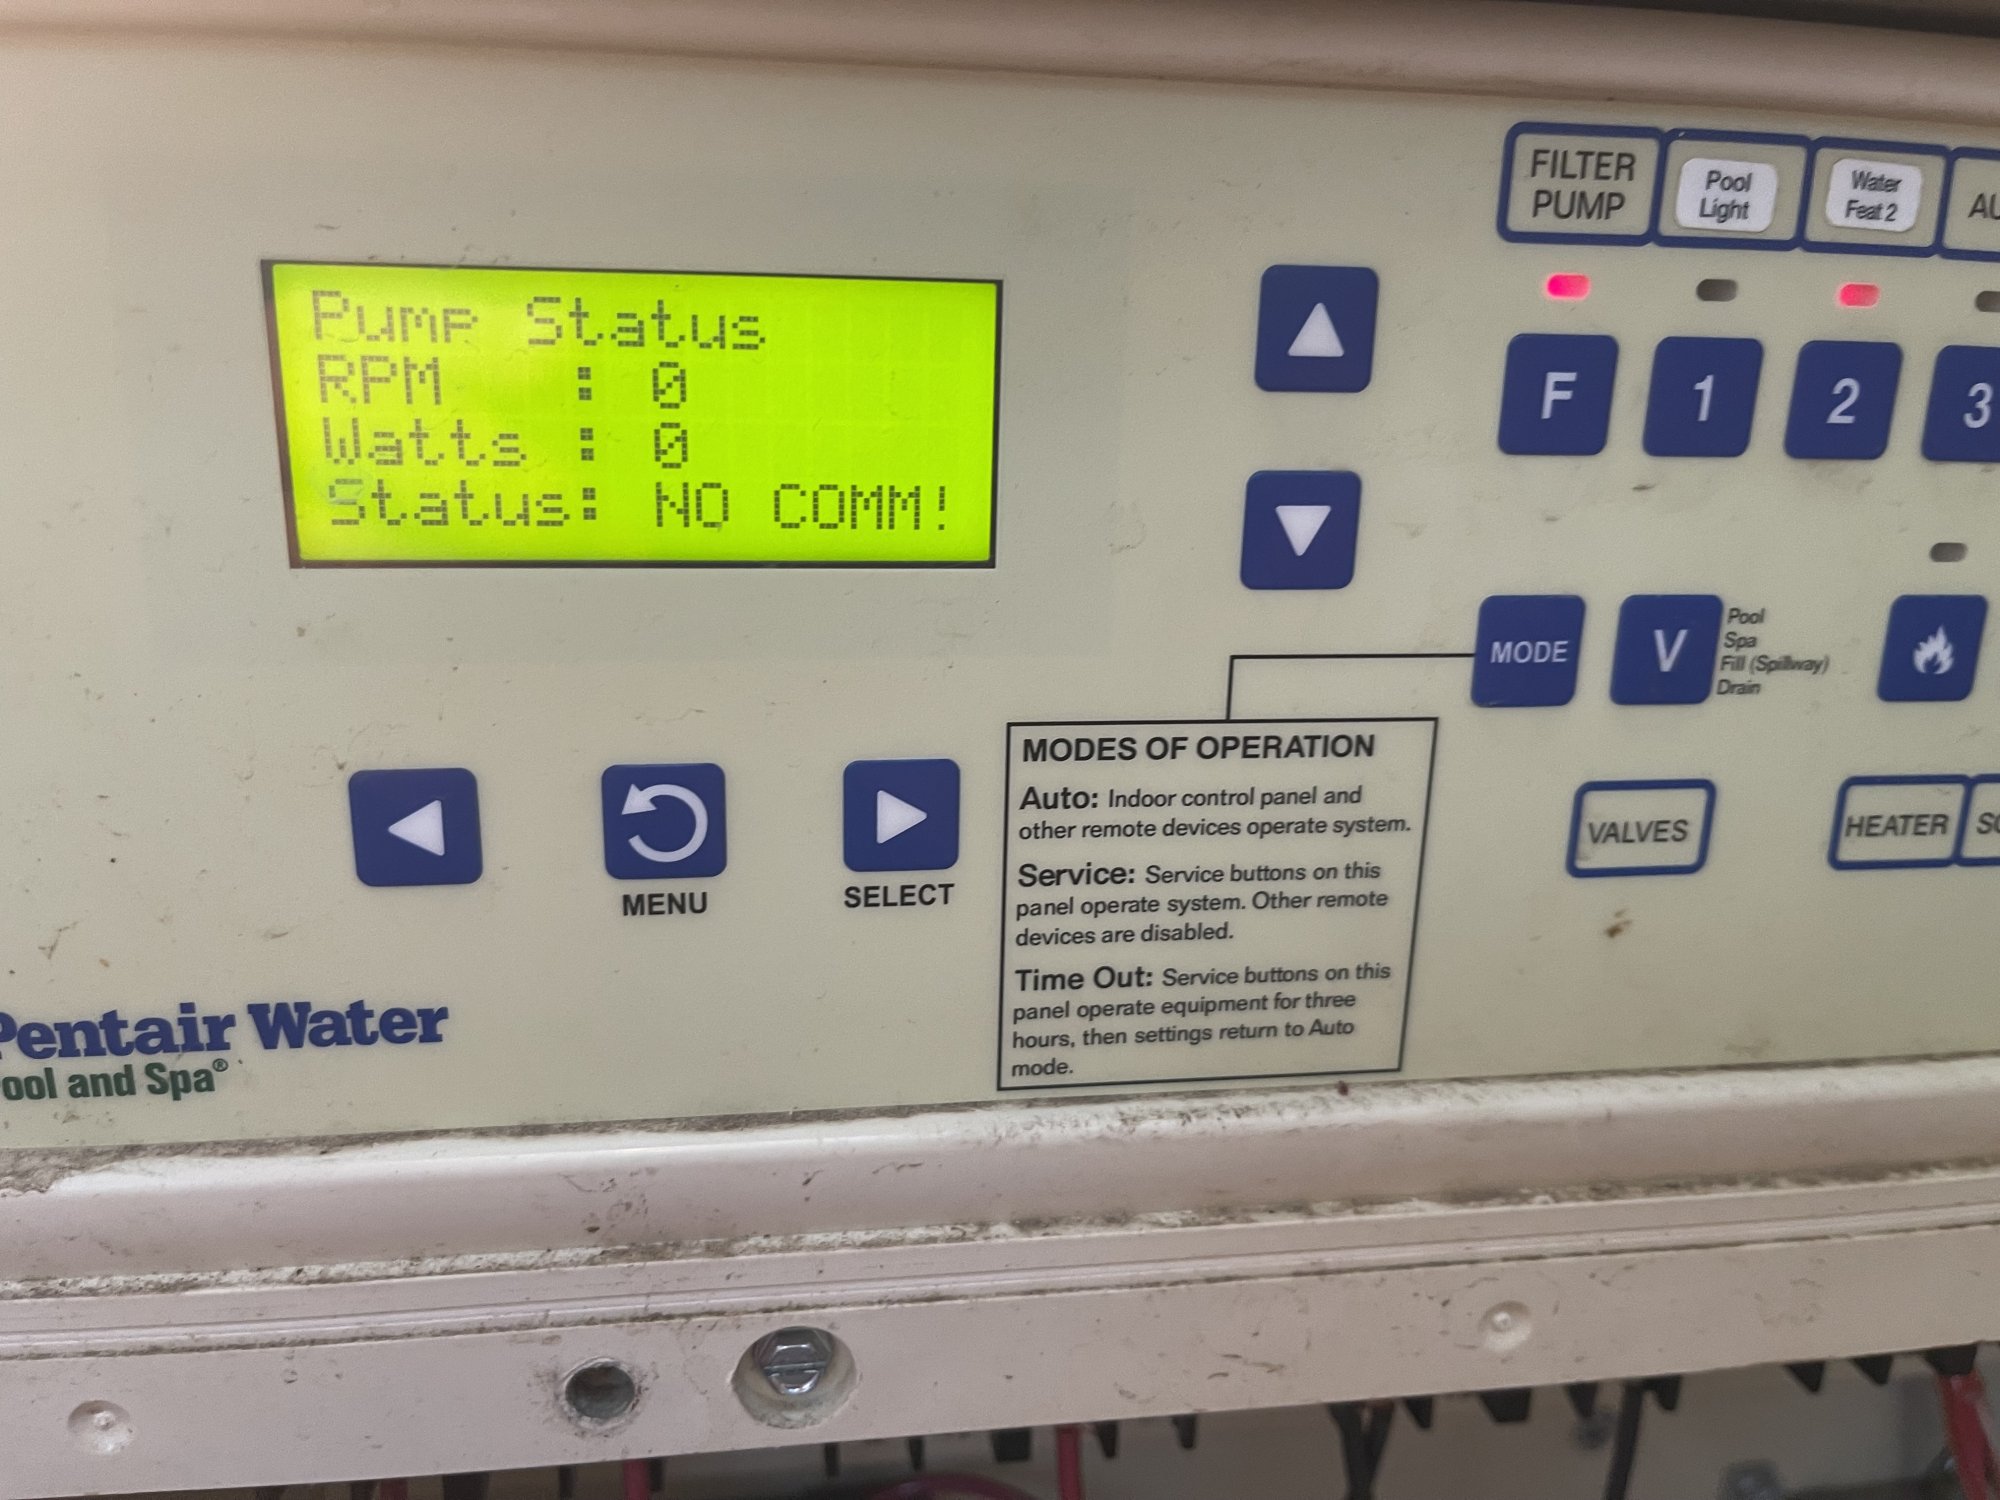 Pump Status
RPM : 0
Watts : 0
Status: NO COMM!
FILTER
PUMP
Pool
Light
Water
Feat 2
F
1
2
3
MODE
V
Pool
Spa
Fill (Spillway)
Drain
VALVES
HEATER
MENU
SELECT
MODES OF OPERATION
Auto: Indoor control panel and
other remote devices operate system.
Service: Service buttons on this
panel operate system. Other remote
devices are disabled.
Time Out: Service buttons on this
panel operate equipment for three
hours, then settings return to Auto
mode.
Pentair Water
ool and Spa®